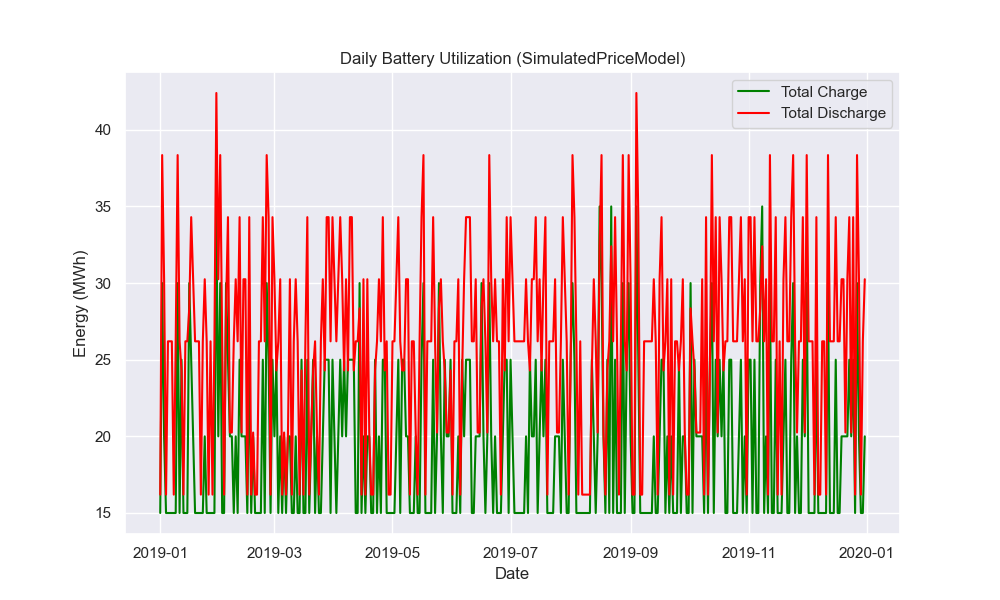 Daily Battery Utilization (SimulatedPriceModel)
Total Charge
Total Discharge
Energy (MWh)
40
35
30
25
20
15
2019-01 2019-03 2019-05 2019-07 2019-09 2019-11 2020-01
Date